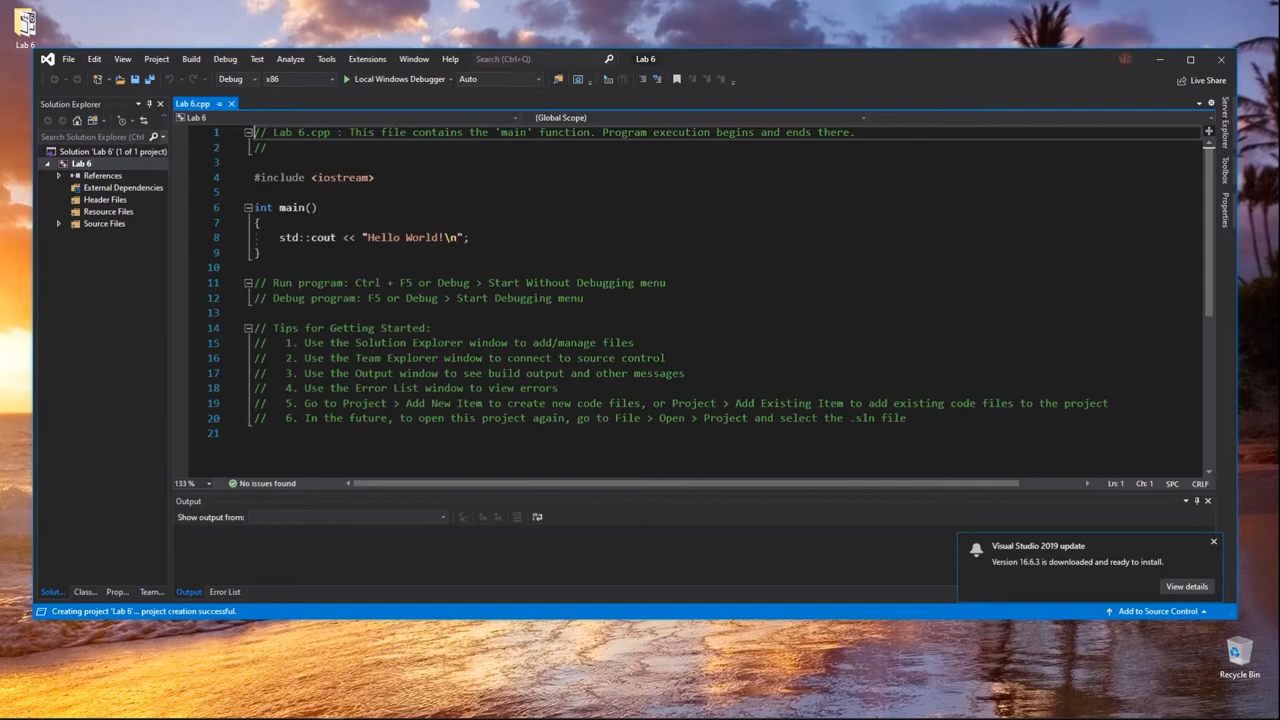 Lab 6
File Edit View Project Build Debug Test Analyze Tools Extensions Window Help Search (Ctrl+Q) Lab 6
Debug x86 Local Windows Debugger Auto Live Share
Solution Explorer
Search Solution Explorer (Ctrl
Solution 'Lab 6' (1 of 1 project)
Lab 6
References
External Dependencies
Header Files
Resource Files
Source Files
Lab 6.cpp
Lab 6 (Global Scope)
1 // Lab 6.cpp : This file contains the 'main' function. Program execution begins and ends there.
2 //
3
4 #include <iostream>
5
6 int main()
7 {
8 std::cout << "Hello World!\n";
9 }
10
11 // Run program: Ctrl + F5 or Debug > Start Without Debugging menu
12 // Debug program: F5 or Debug > Start Debugging menu
13
14 // Tips for Getting Started:
15 // 1. Use the Solution Explorer window to add/manage files
16 // 2. Use the Team Explorer window to connect to source control
17 // 3. Use the Output window to see build output and other messages
18 // 4. Use the Error List window to view errors
19 // 5. Go to Project > Add New Item to create new code files, or Project > Add Existing Item to add existing code files to the project
20 // 6. In the future, to open this project again, go to File > Open > Project and select the .sln file
21
133 % No issues found Ln: 1 Ch: 1 SPC CRLF
Output
Show output from:
Server Explorer
Toolbox
Properties
Visual Studio 2019 update
Version 16.6.3 is downloaded and ready to install.
View details
Solut... Class... Prop... Team... Output Error List
Creating project 'Lab 6'... project creation successful. Add to Source Control
Recycle Bin